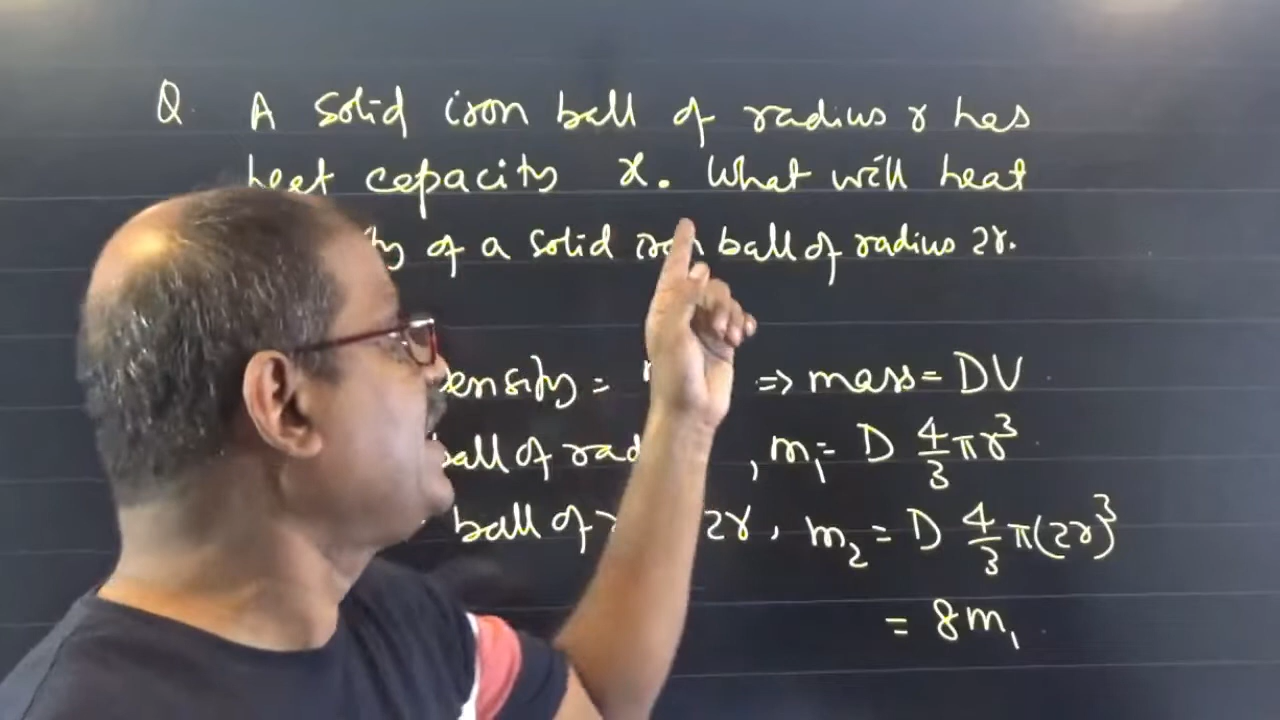 Q. A solid iron ball of radius r has
heat capacity x. What will heat
of a solid iron ball of radius 2r.
=> mass = DV
ball of , m₁ = D 4/3 πr³
ball of 2r, m₂ = D 4/3 π(2r)³
= 8m₁